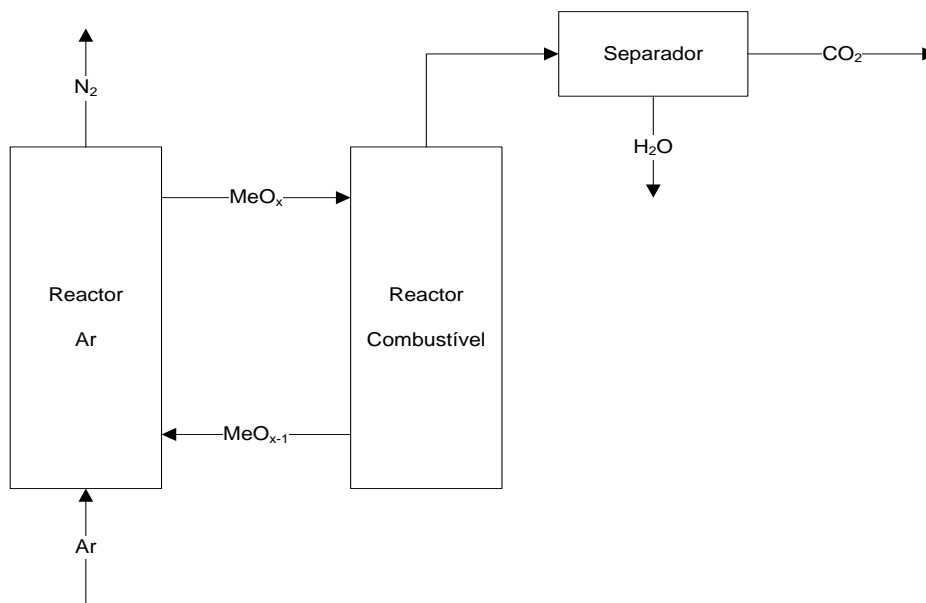 Separador
CO₂
N₂
H₂O
MeOₓ
Reactor
Ar
Reactor
Combustível
MeOₓ₋₁
Ar